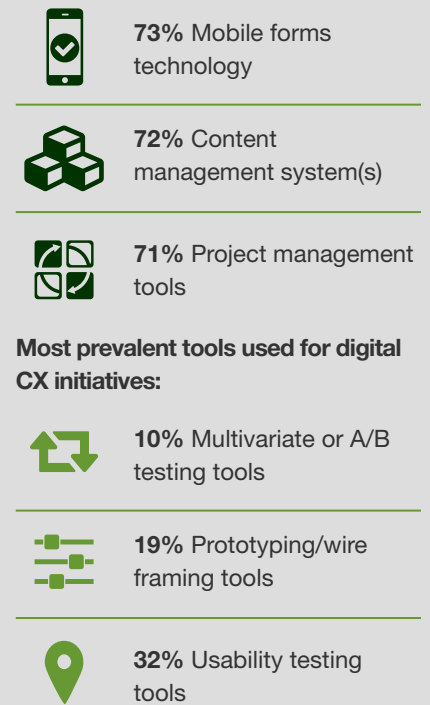 73% Mobile forms
technology
72% Content
management system(s)
71% Project management
tools
Most prevalent tools used for digital
CX initiatives:
10% Multivariate or A/B
testing tools
19% Prototyping/wire
framing tools
32% Usability testing
tools